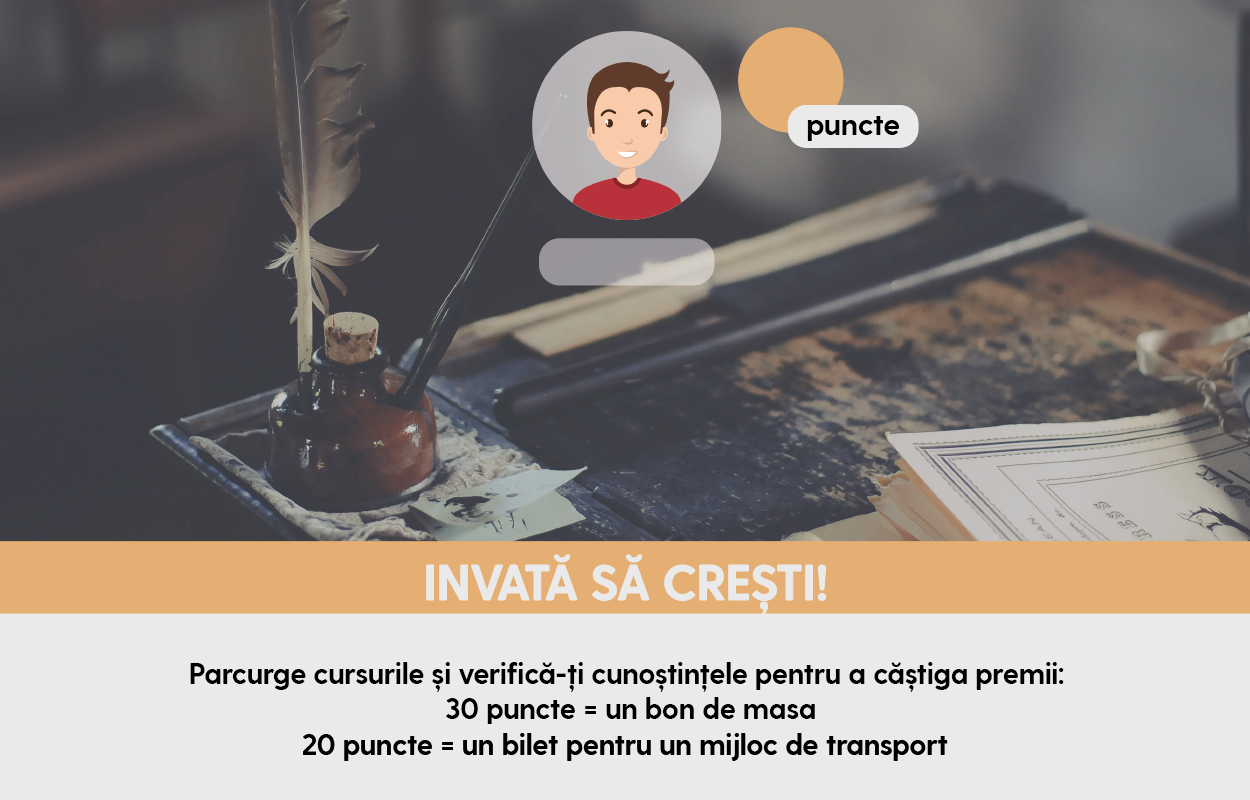 puncte
INVATĂ SĂ CREȘTI!
Parcurge cursurile și verifică-ți cunoștințele pentru a căștiga premii:
30 puncte = un bon de masa
20 puncte = un bilet pentru un mijloc de transport